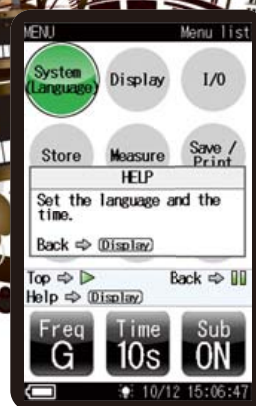 MENU Menu list
System (Language)
Display
I/O
Store
Measure
Save / Print
HELP
Set the language and the
time.
Back ⇨ Display
Top ⇨ ▷ Back ⇨ ▯▯
Help ⇨ Display
Freq G
Time 10s
Sub ON
10/12 15:06:47